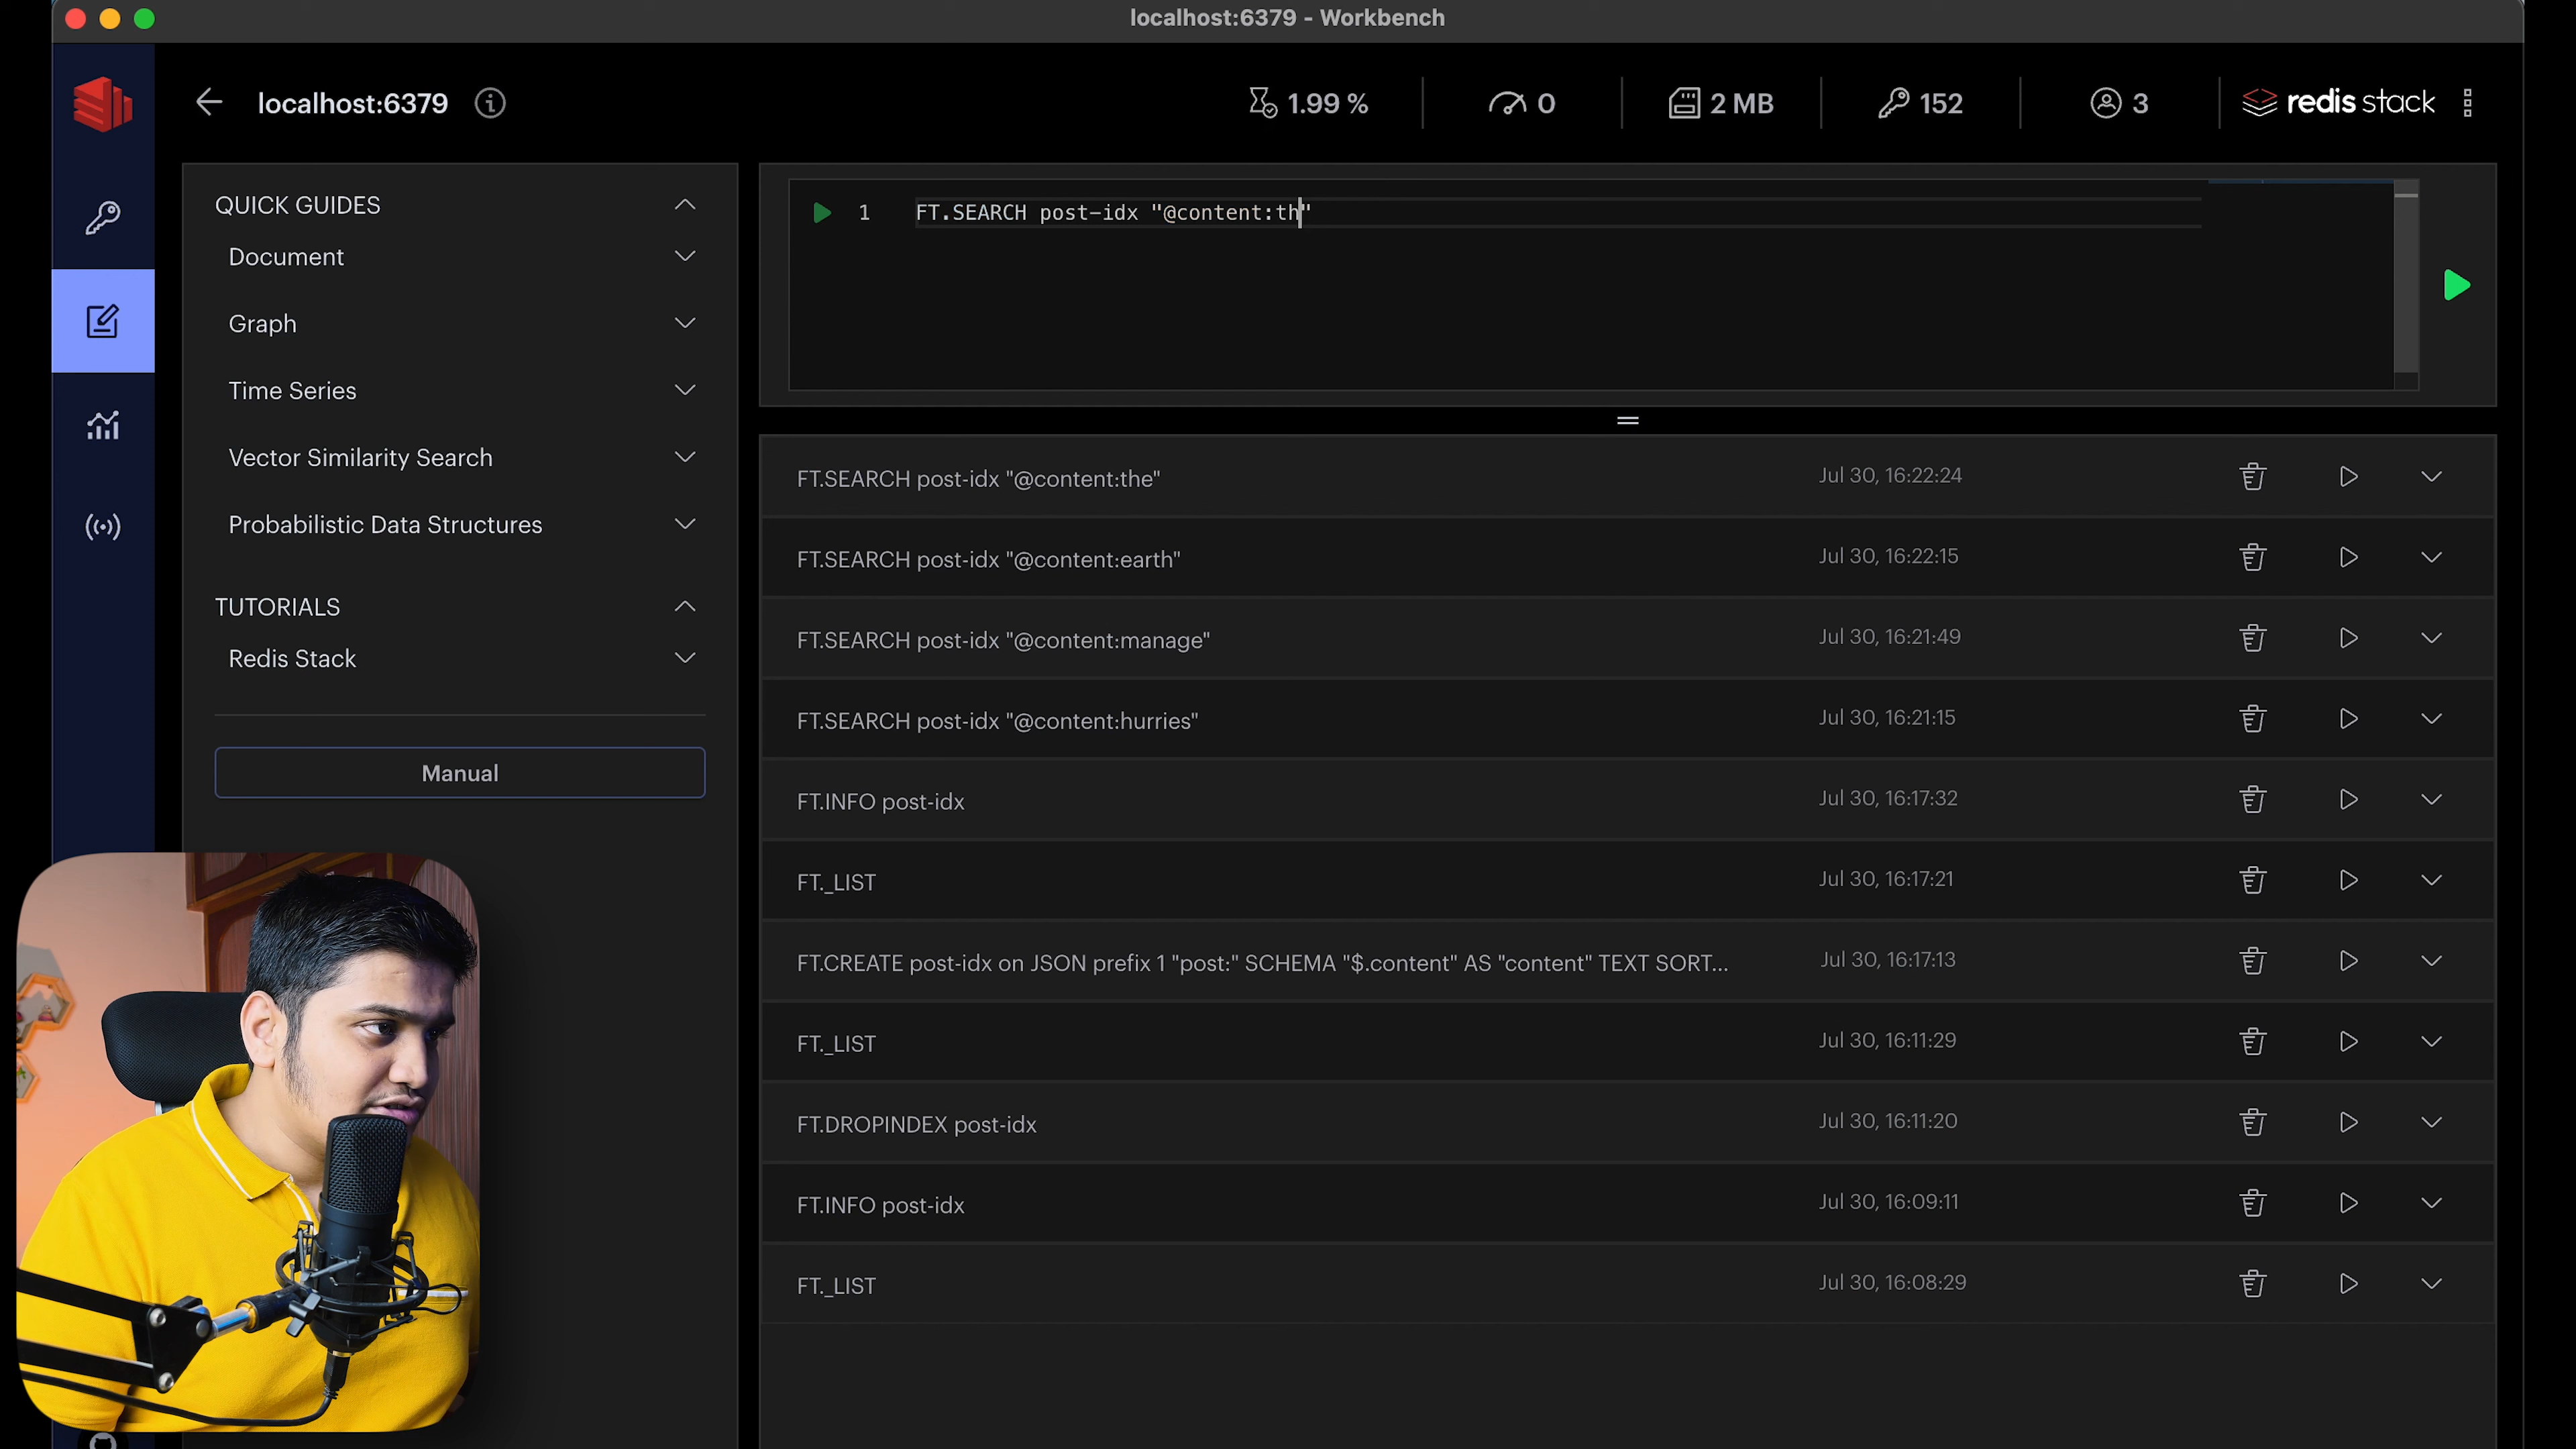 localhost:6379 - Workbench
localhost:6379
1.99 %
0
2 MB
152
3
redis stack
QUICK GUIDES
Document
Graph
Time Series
Vector Similarity Search
Probabilistic Data Structures
TUTORIALS
Redis Stack
Manual
1 FT.SEARCH post-idx "@content:th"
FT.SEARCH post-idx "@content:the" Jul 30, 16:22:24
FT.SEARCH post-idx "@content:earth" Jul 30, 16:22:15
FT.SEARCH post-idx "@content:manage" Jul 30, 16:21:49
FT.SEARCH post-idx "@content:hurries" Jul 30, 16:21:15
FT.INFO post-idx Jul 30, 16:17:32
FT._LIST Jul 30, 16:17:21
FT.CREATE post-idx on JSON prefix 1 "post:" SCHEMA "$.content" AS "content" TEXT SORT... Jul 30, 16:17:13
FT._LIST Jul 30, 16:11:29
FT.DROPINDEX post-idx Jul 30, 16:11:20
FT.INFO post-idx Jul 30, 16:09:11
FT._LIST Jul 30, 16:08:29